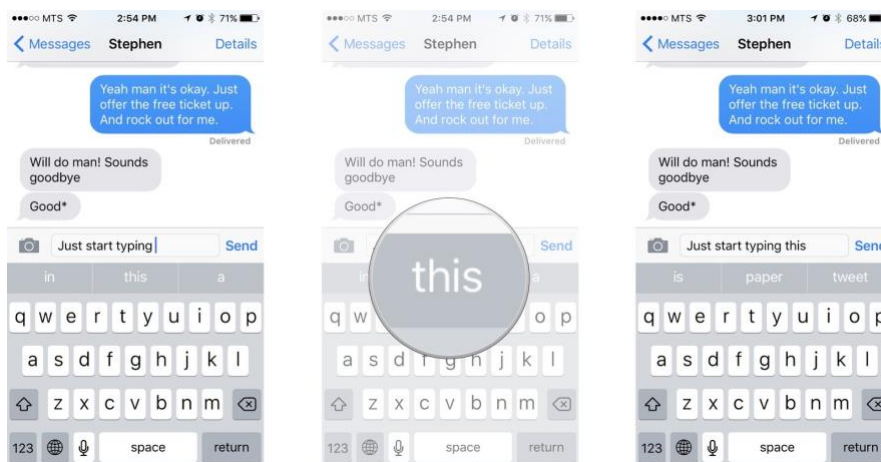 MTS 2:54 PM 71%
Messages Stephen Details
Yeah man it's okay. Just
offer the free ticket up.
And rock out for me.
Delivered
Will do man! Sounds
goodbye
Good*
Just start typing Send
in this a
q w e r t y u i o p
a s d f g h j k l
z x c v b n m
123 space return
MTS 2:54 PM 71%
Messages Stephen Details
Yeah man it's okay. Just
offer the free ticket up.
And rock out for me.
Delivered
Will do man! Sounds
goodbye
Good*
Send
this
a
q w o p
a s d f g h j k l
z x c v b n m
123 space return
MTS 3:01 PM 68%
Messages Stephen Detail
Yeah man it's okay. Just
offer the free ticket up.
And rock out for me.
Delivered
Will do man! Sounds
goodbye
Good*
Just start typing this Send
is paper tweet
q w e r t y u i o p
a s d f g h j k l
z x c v b n m
123 space return